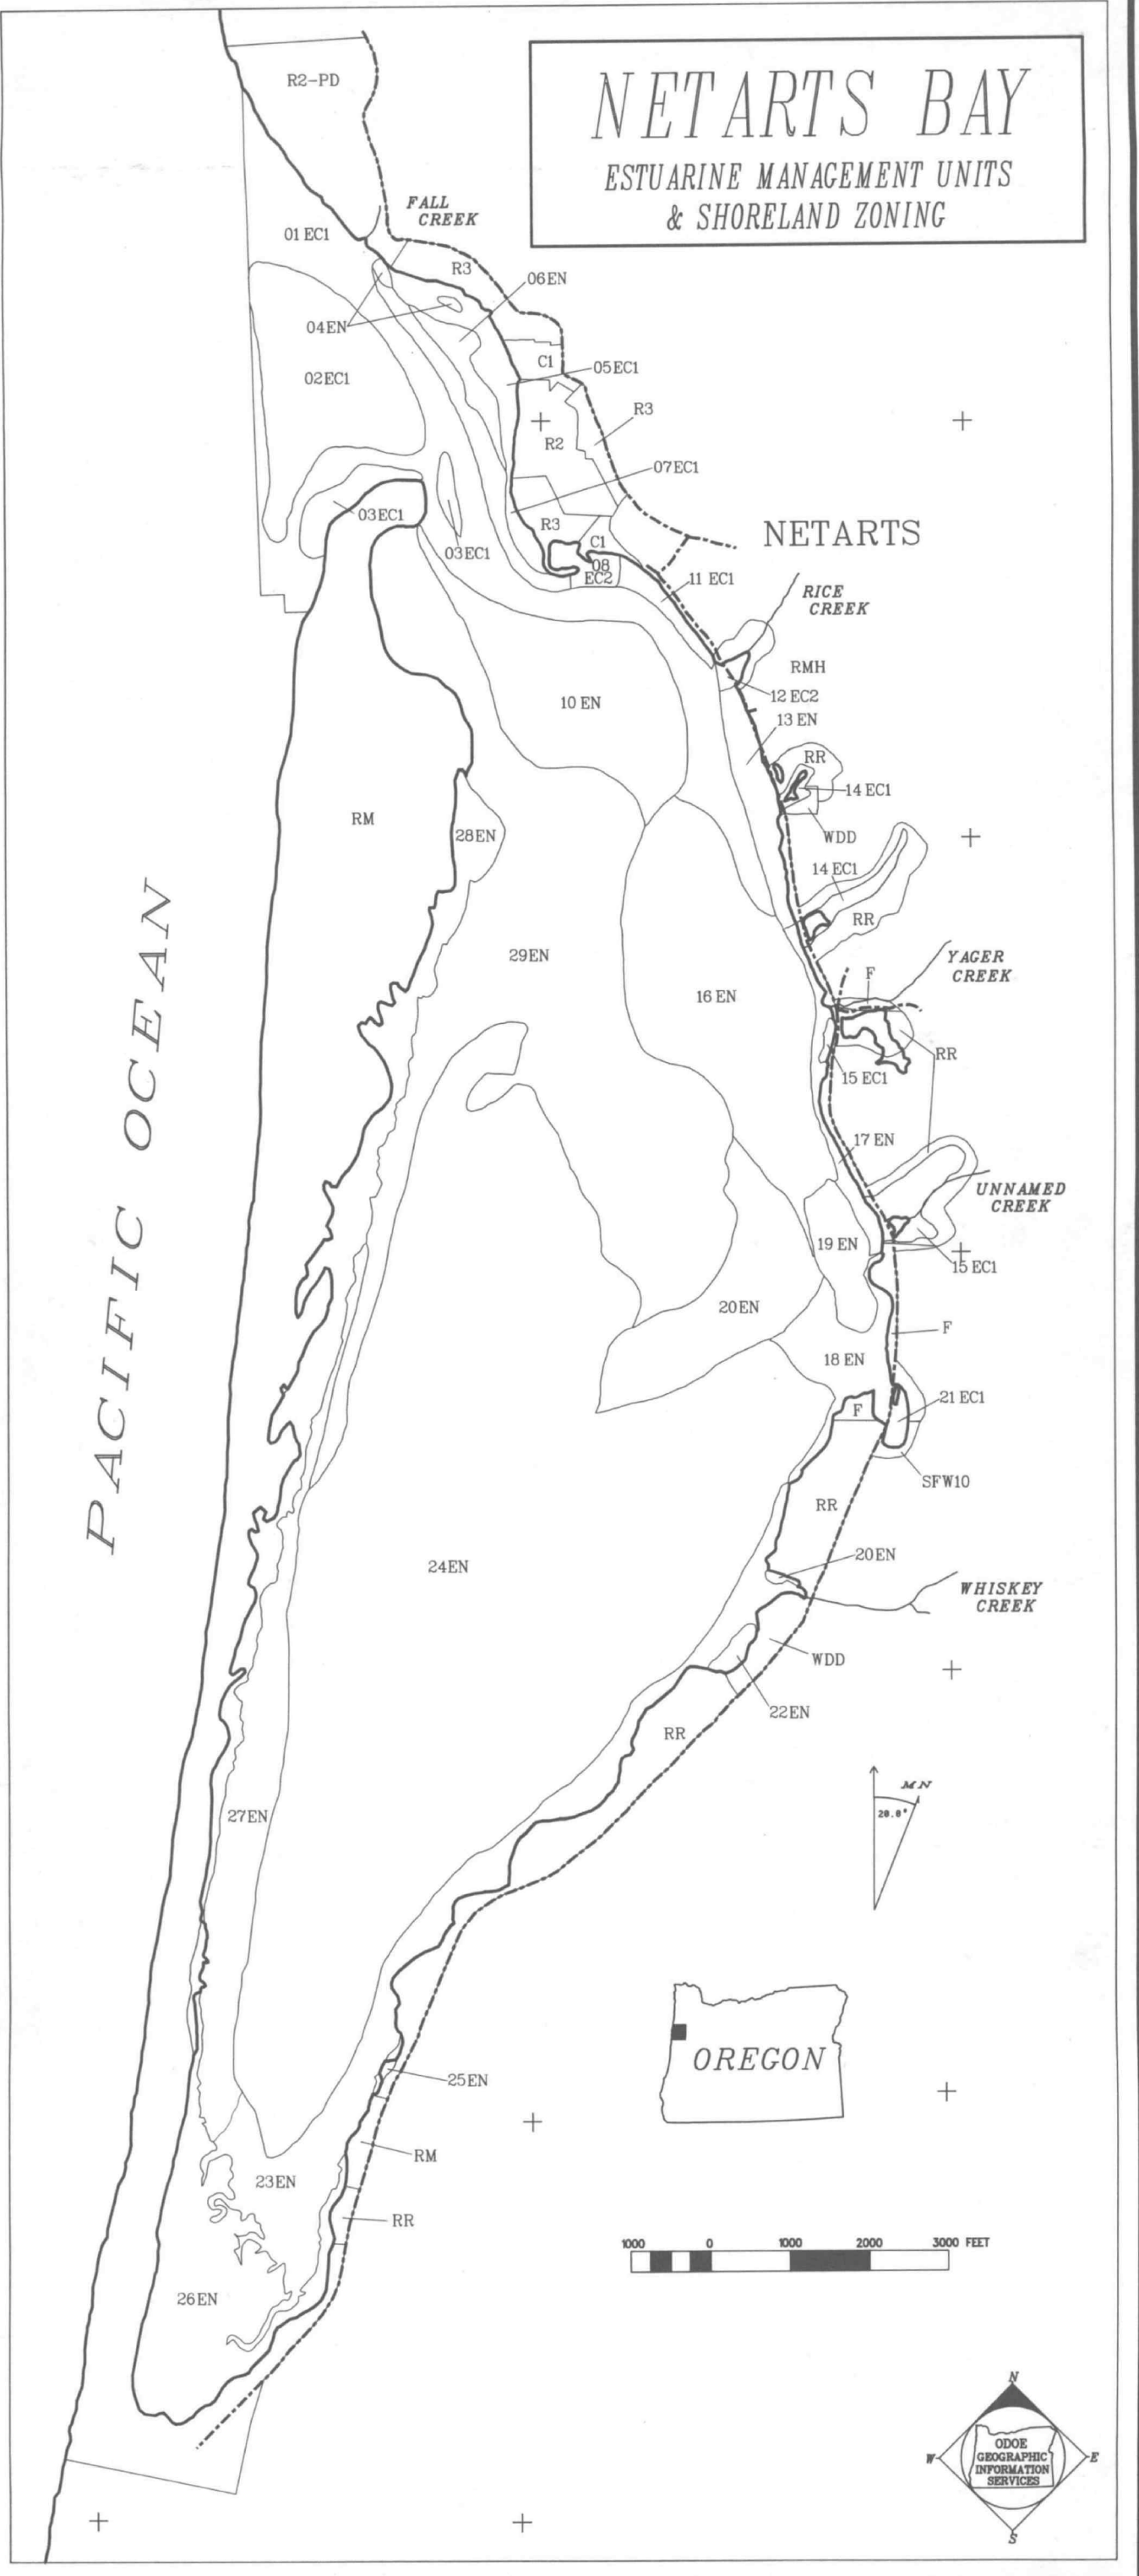 NETARTS BAY
ESTUARINE MANAGEMENT UNITS
& SHORELAND ZONING
R2-PD
FALL
CREEK
01 EC1
R3
06EN
04EN
C1
05EC1
02EC1
R3
R2
07EC1
03EC1
R3
C1
NETARTS
03EC1
08
EC2
11 EC1
RICE
CREEK
RMH
12 EC2
10 EN
13 EN
RR
14 EC1
RM
28EN
WDD
14 EC1
RR
PACIFIC OCEAN
29EN
YAGER
CREEK
F
16 EN
RR
15 EC1
17 EN
UNNAMED
CREEK
19 EN
15 EC1
20EN
F
18 EN
21 EC1
F
SFW10
RR
20EN
24EN
WHISKEY
CREEK
WDD
22EN
RR
MN
20.0°
27EN
OREGON
25EN
RM
23EN
RR
1000 0 1000 2000 3000 FEET
26EN
N
W
E
S
ODOE
GEOGRAPHIC
INFORMATION
SERVICES